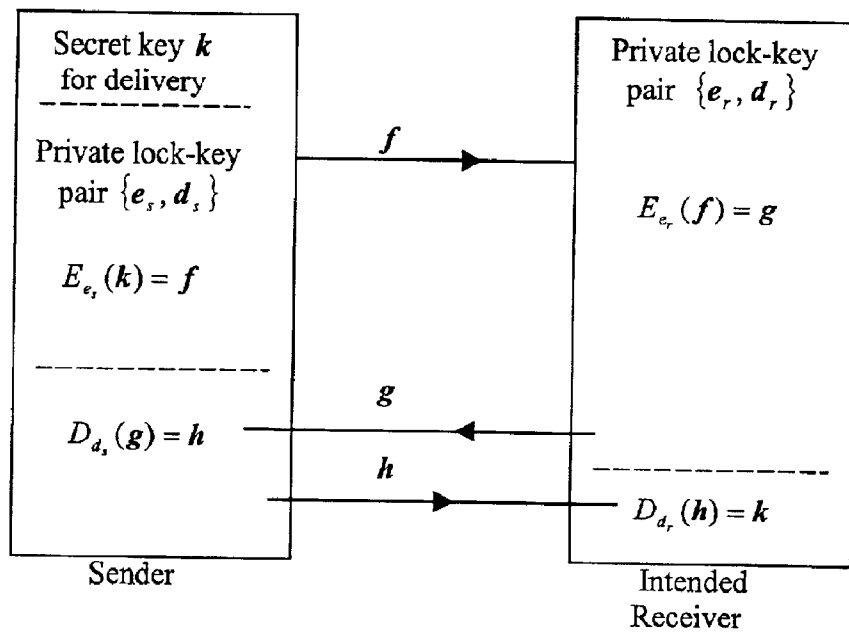 Secret key k
for delivery
Private lock-key
pair {e_s, d_s}
E_{e_s}(k) = f
D_{d_s}(g) = h
Sender
f
g
h
Private lock-key
pair {e_r, d_r}
E_{e_r}(f) = g
D_{d_r}(h) = k
Intended
Receiver